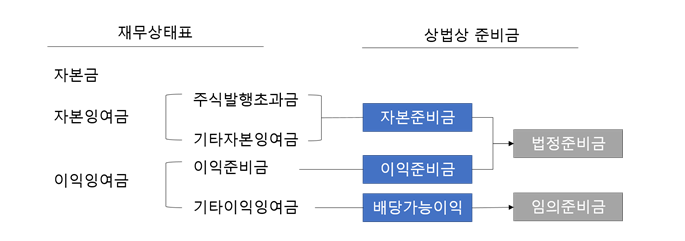 재무상태표
상법상 준비금
자본금
자본잉여금
주식발행초과금
기타자본잉여금
자본준비금
법정준비금
이익잉여금
이익준비금
이익준비금
기타이익잉여금
배당가능이익
임의준비금